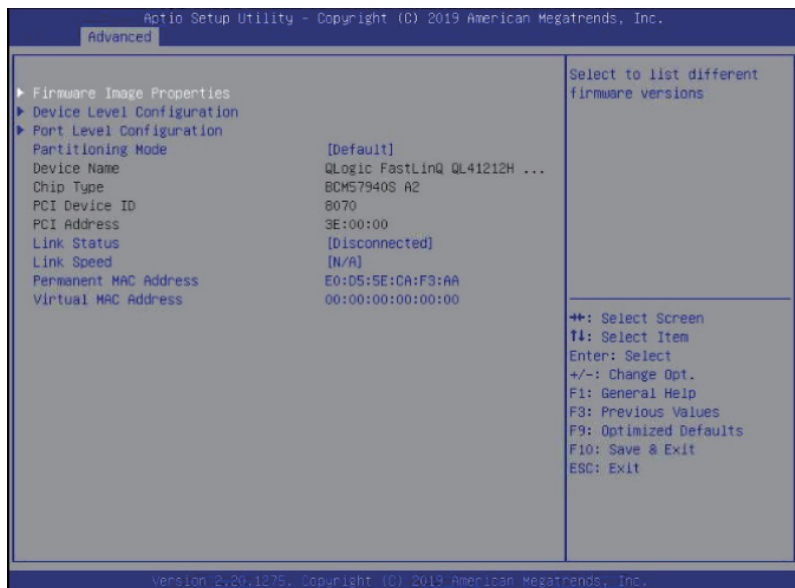 Aptio Setup Utility - Copyright (C) 2019 American Megatrends, Inc.
Advanced
Firmware Image Properties
Device Level Configuration
Port Level Configuration
Partitioning Mode [Default]
Device Name QLogic FastLinQ QL41212H ...
Chip Type BCM57940S A2
PCI Device ID 8070
PCI Address 3E:00:00
Link Status [Disconnected]
Link Speed [N/A]
Permanent MAC Address E0:D5:5E:CA:F3:AA
Virtual MAC Address 00:00:00:00:00:00
Select to list different
firmware versions
→←: Select Screen
↑↓: Select Item
Enter: Select
+/-: Change Opt.
F1: General Help
F3: Previous Values
F9: Optimized Defaults
F10: Save & Exit
ESC: Exit
Version 2.20.1275. Copyright (C) 2019 American Megatrends, Inc.